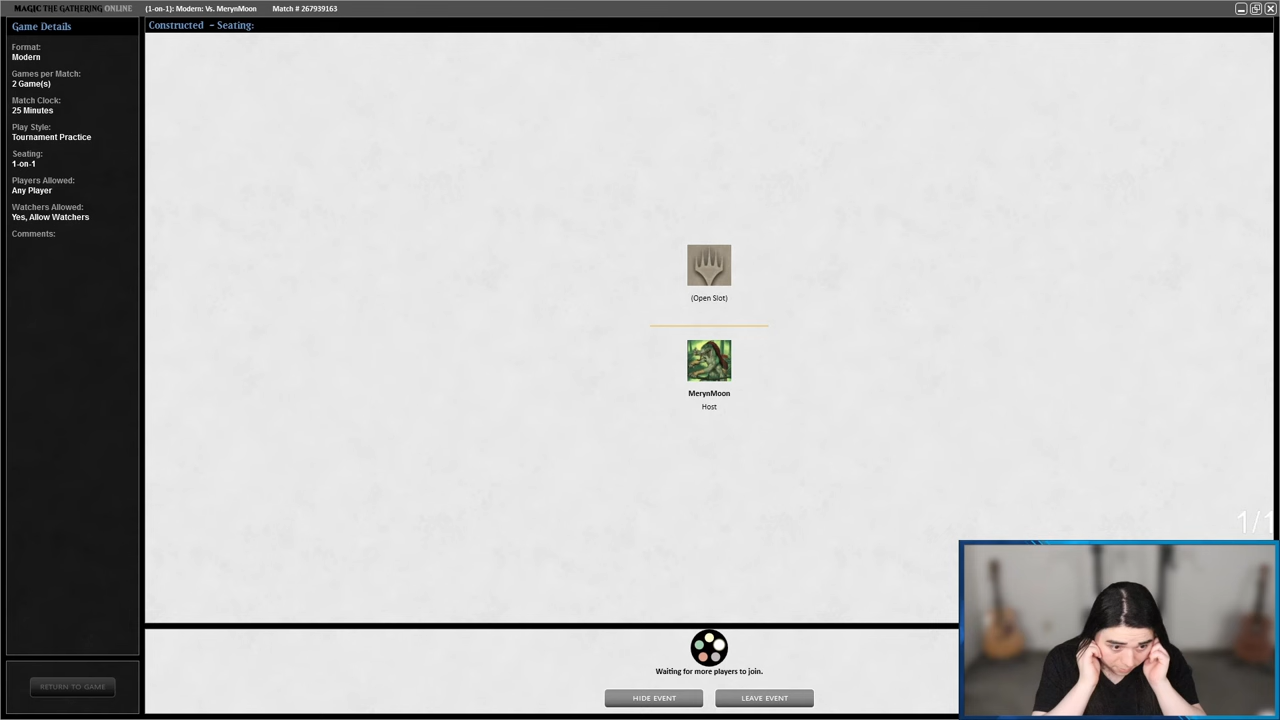 MAGIC THE GATHERING ONLINE
(1-on-1): Modern: Vs. MerynMoon
Match # 267939163
Game Details
Constructed - Seating:
Format:
Modern
Games per Match:
2 Game(s)
Match Clock:
25 Minutes
Play Style:
Tournament Practice
Seating:
1-on-1
Players Allowed:
Any Player
Watchers Allowed:
Yes, Allow Watchers
Comments:
(Open Slot)
MerynMoon
Host
1/1
Waiting for more players to join.
RETURN TO GAME
HIDE EVENT
LEAVE EVENT